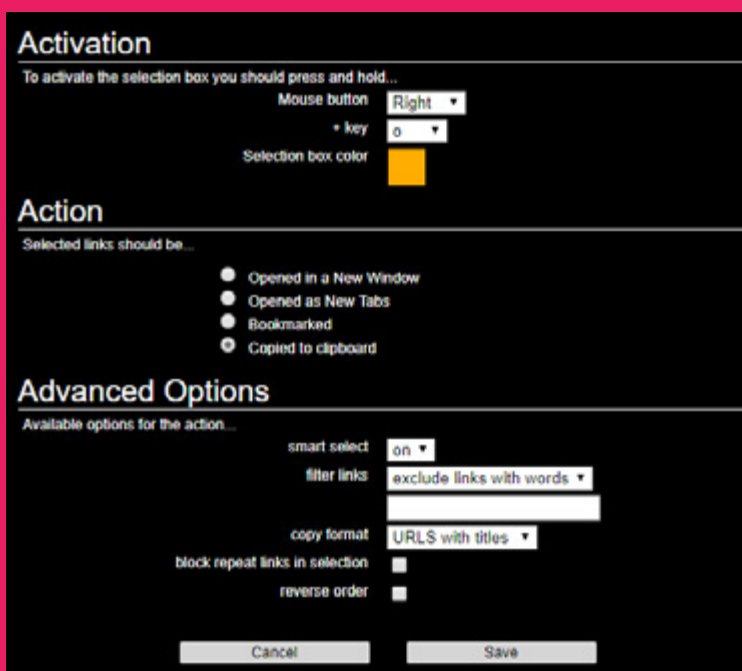 Activation
To activate the selection box you should press and hold...
Mouse button Right
+ key o
Selection box color
Action
Selected links should be...
Opened in a New Window
Opened as New Tabs
Bookmarked
Copied to clipboard
Advanced Options
Available options for the action...
smart select on
filter links exclude links with words
copy format URLS with titles
block repeat links in selection
reverse order
Cancel Save